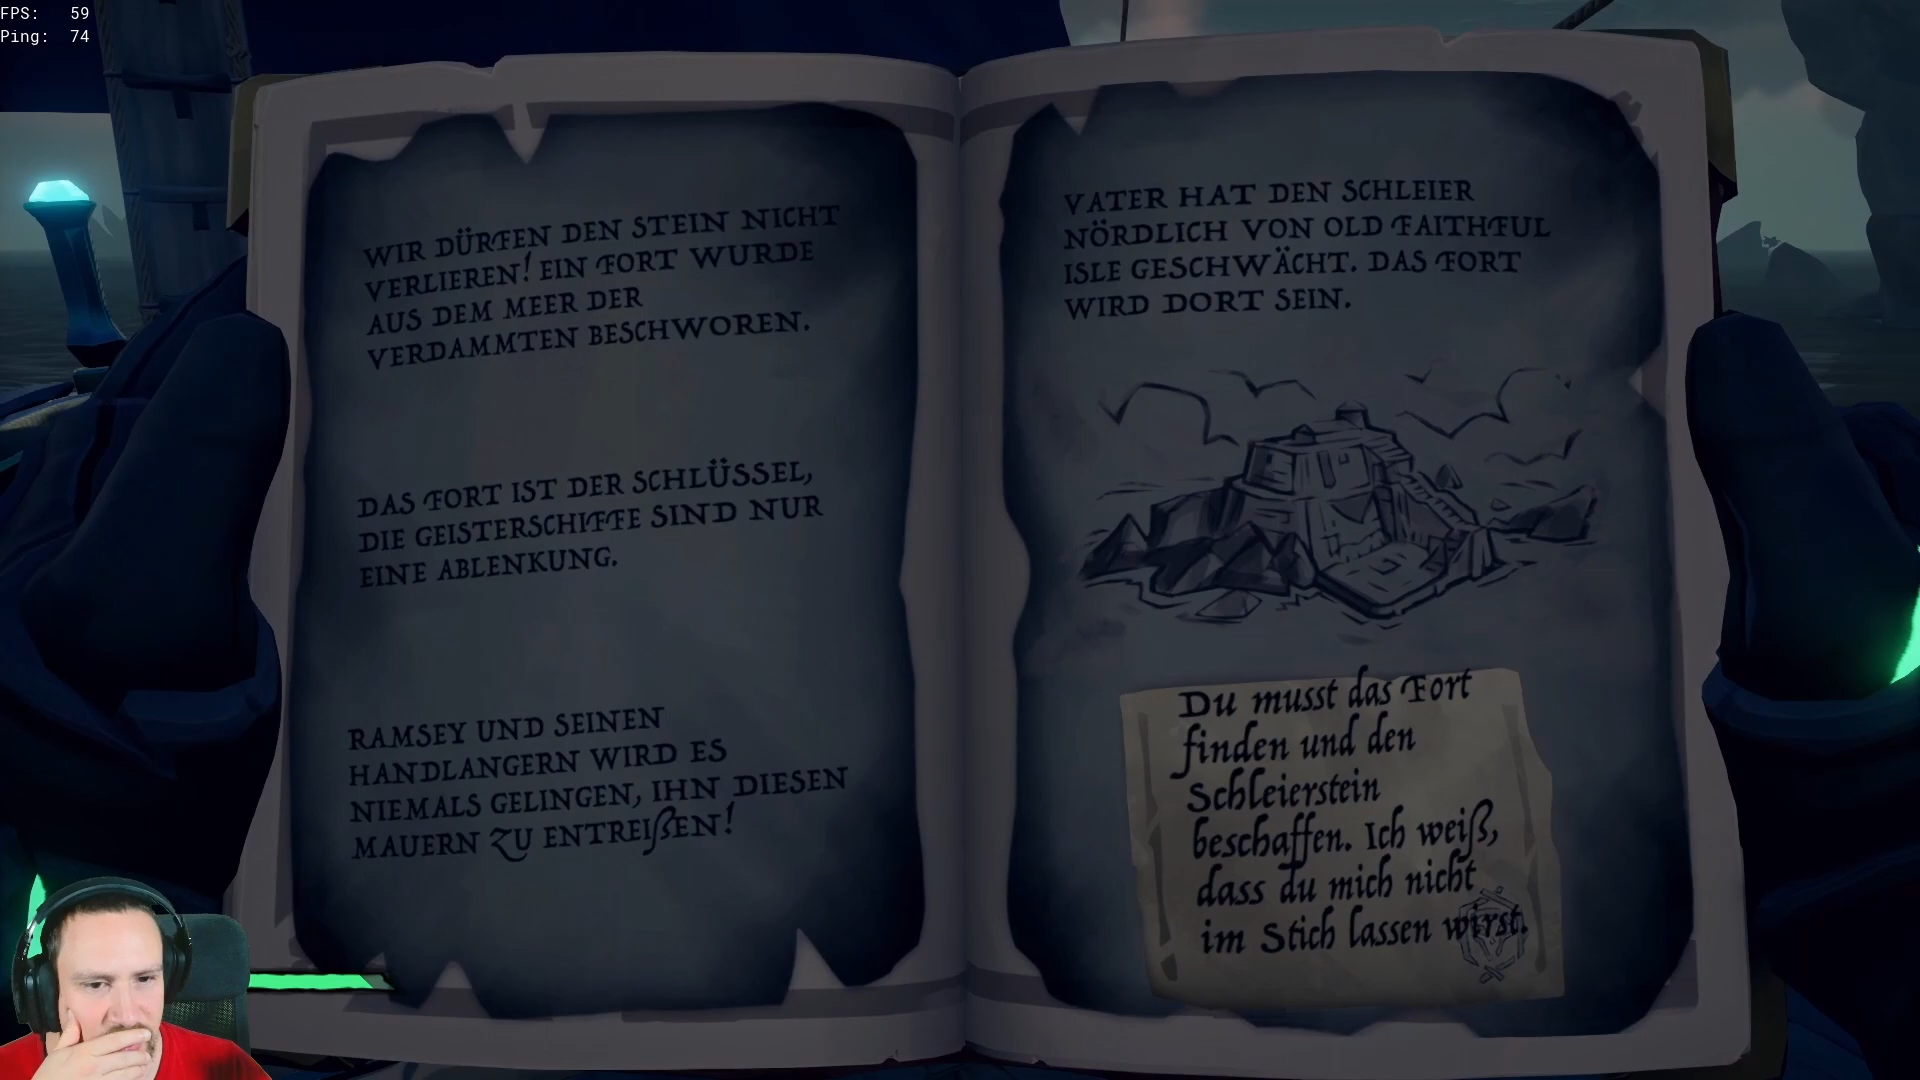 FPS: 59
Ping: 74
WIR DÜRFEN DEN STEIN NICHT
VERLIEREN! EIN FORT WURDE
AUS DEM MEER DER
VERDAMMTEN BESCHWOREN.
DAS FORT IST DER SCHLÜSSEL,
DIE GEISTERSCHIFFE SIND NUR
EINE ABLENKUNG.
RAMSEY UND SEINEN
HANDLANGERN WIRD ES
NIEMALS GELINGEN, IHN DIESEN
MAUERN ZU ENTREIßEN!
VATER HAT DEN SCHLEIER
NÖRDLICH VON OLD FAITHFUL
ISLE GESCHWÄCHT. DAS FORT
WIRD DORT SEIN.
Du musst das Fort
finden und den
Schleierstein
beschaffen. Ich weiß,
dass du mich nicht
im Stich lassen wirst.